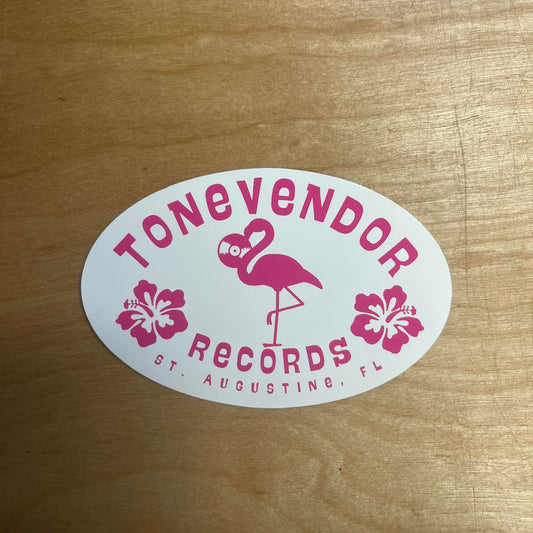 TONEVENDOR
RECORDS
ST. AUGUSTINE, FL